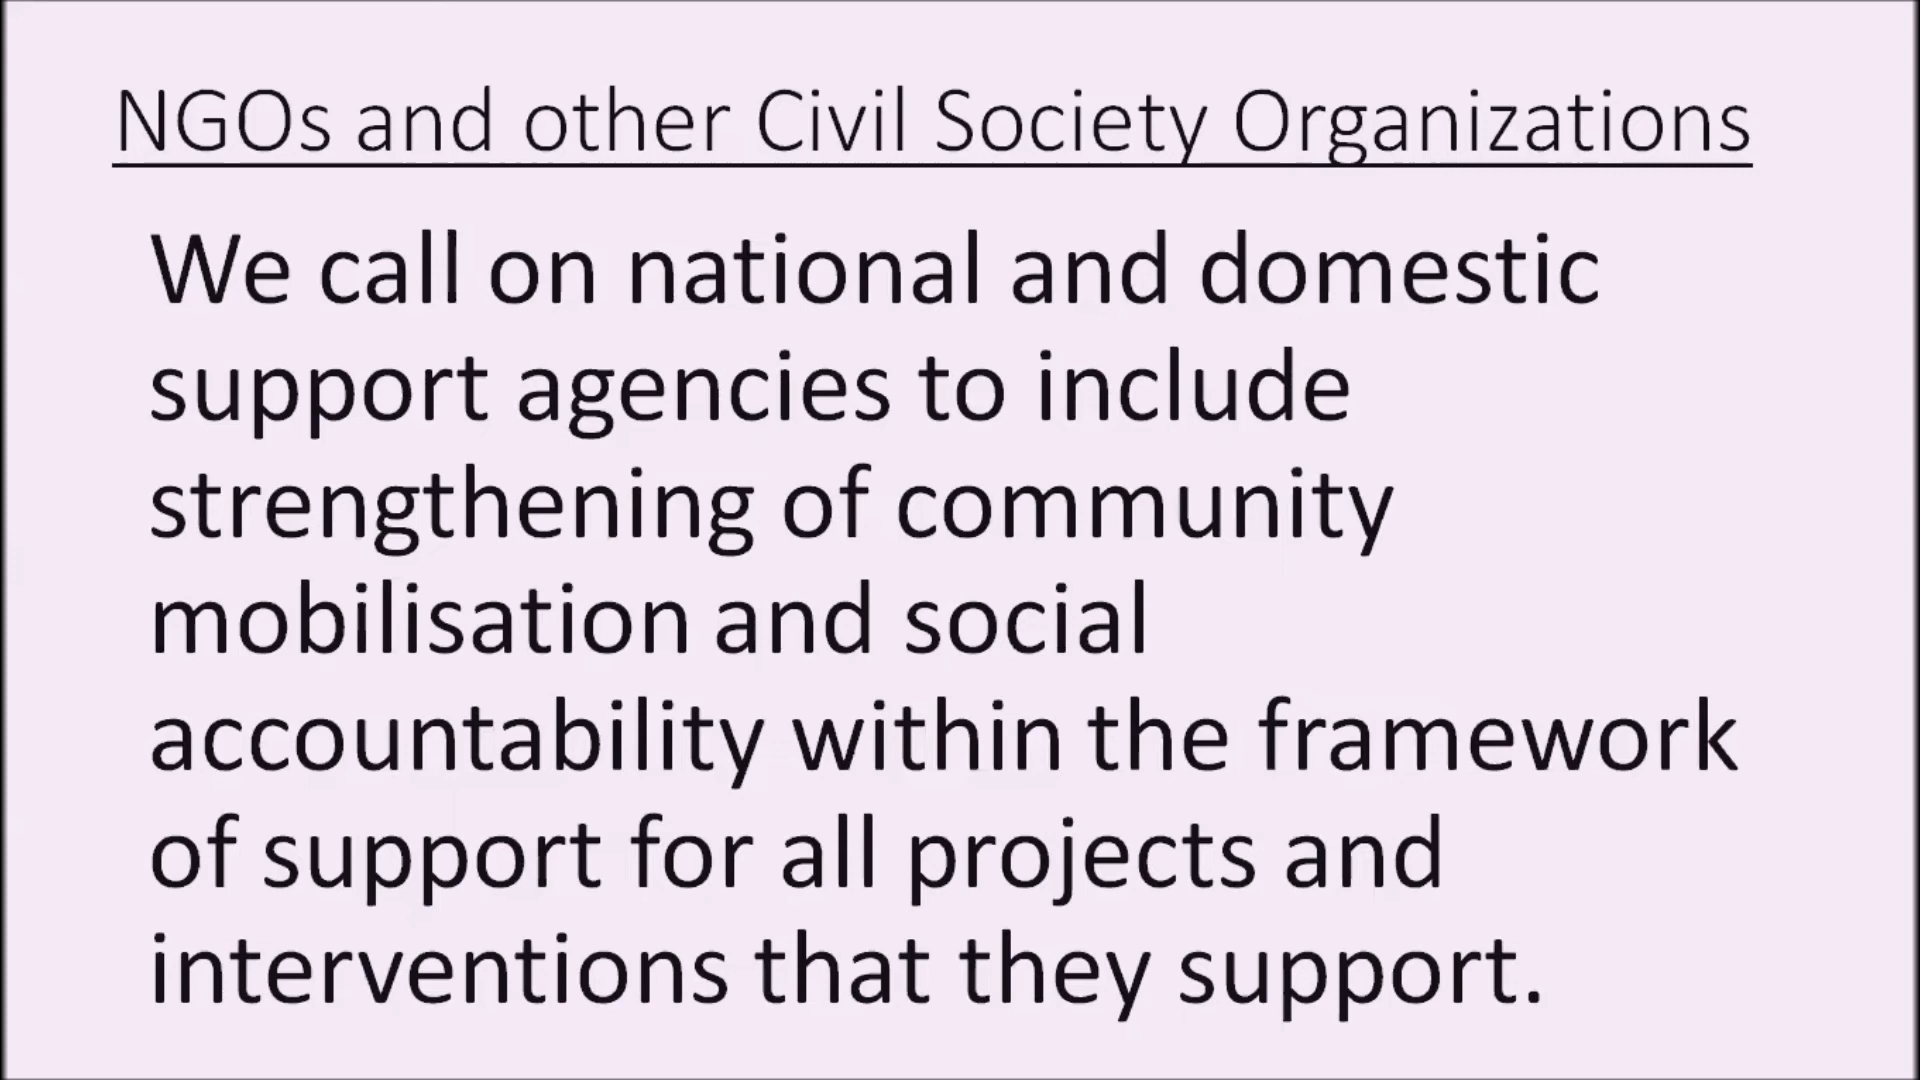 NGOs and other Civil Society Organizations
We call on national and domestic
support agencies to include
strengthening of community
mobilisation and social
accountability within the framework
of support for all projects and
interventions that they support.